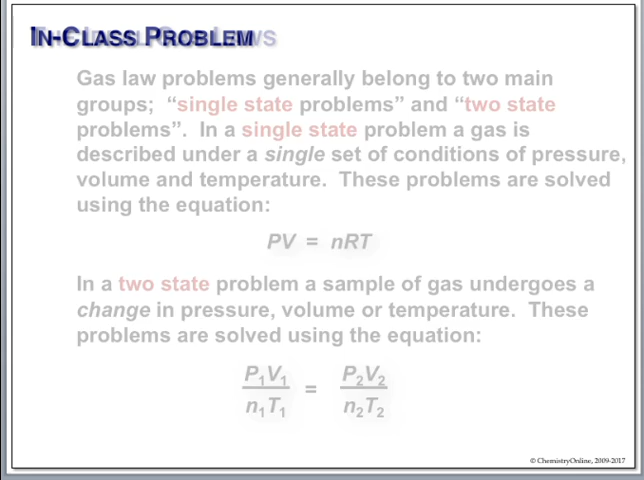 IN-CLASS PROBLEM
Gas law problems generally belong to two main
groups; “single state problems” and “two state
problems”. In a single state problem a gas is
described under a single set of conditions of pressure,
volume and temperature. These problems are solved
using the equation:
PV = nRT
In a two state problem a sample of gas undergoes a
change in pressure, volume or temperature. These
problems are solved using the equation:
P₁V₁ / n₁T₁ = P₂V₂ / n₂T₂
© ChemistryOnline, 2009-2017